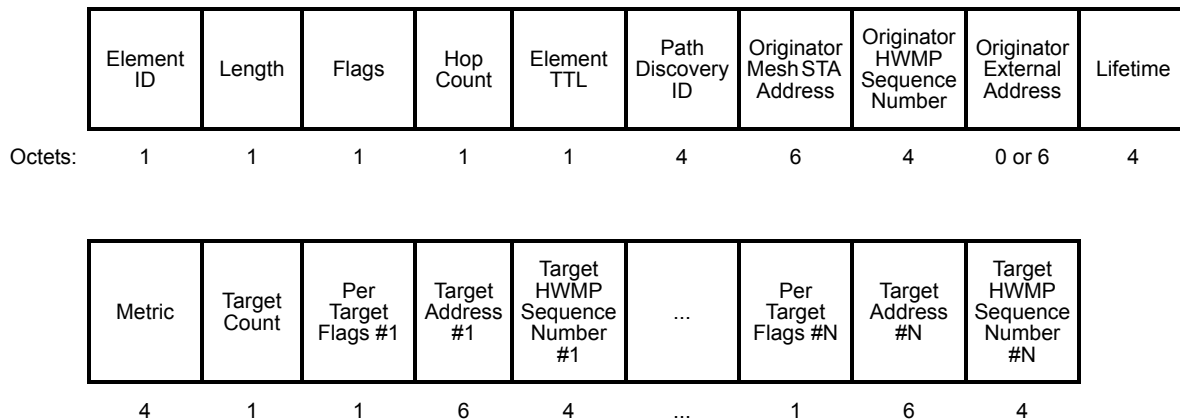 Element ID
Length
Flags
Hop Count
Element TTL
Path Discovery ID
Originator Mesh STA Address
Originator HWMP Sequence Number
Originator External Address
Lifetime
Octets: 1 1 1 1 1 4 6 4 0 or 6 4
Metric
Target Count
Per Target Flags #1
Target Address #1
Target HWMP Sequence Number #1
...
Per Target Flags #N
Target Address #N
Target HWMP Sequence Number #N
4 1 1 6 4 ... 1 6 4